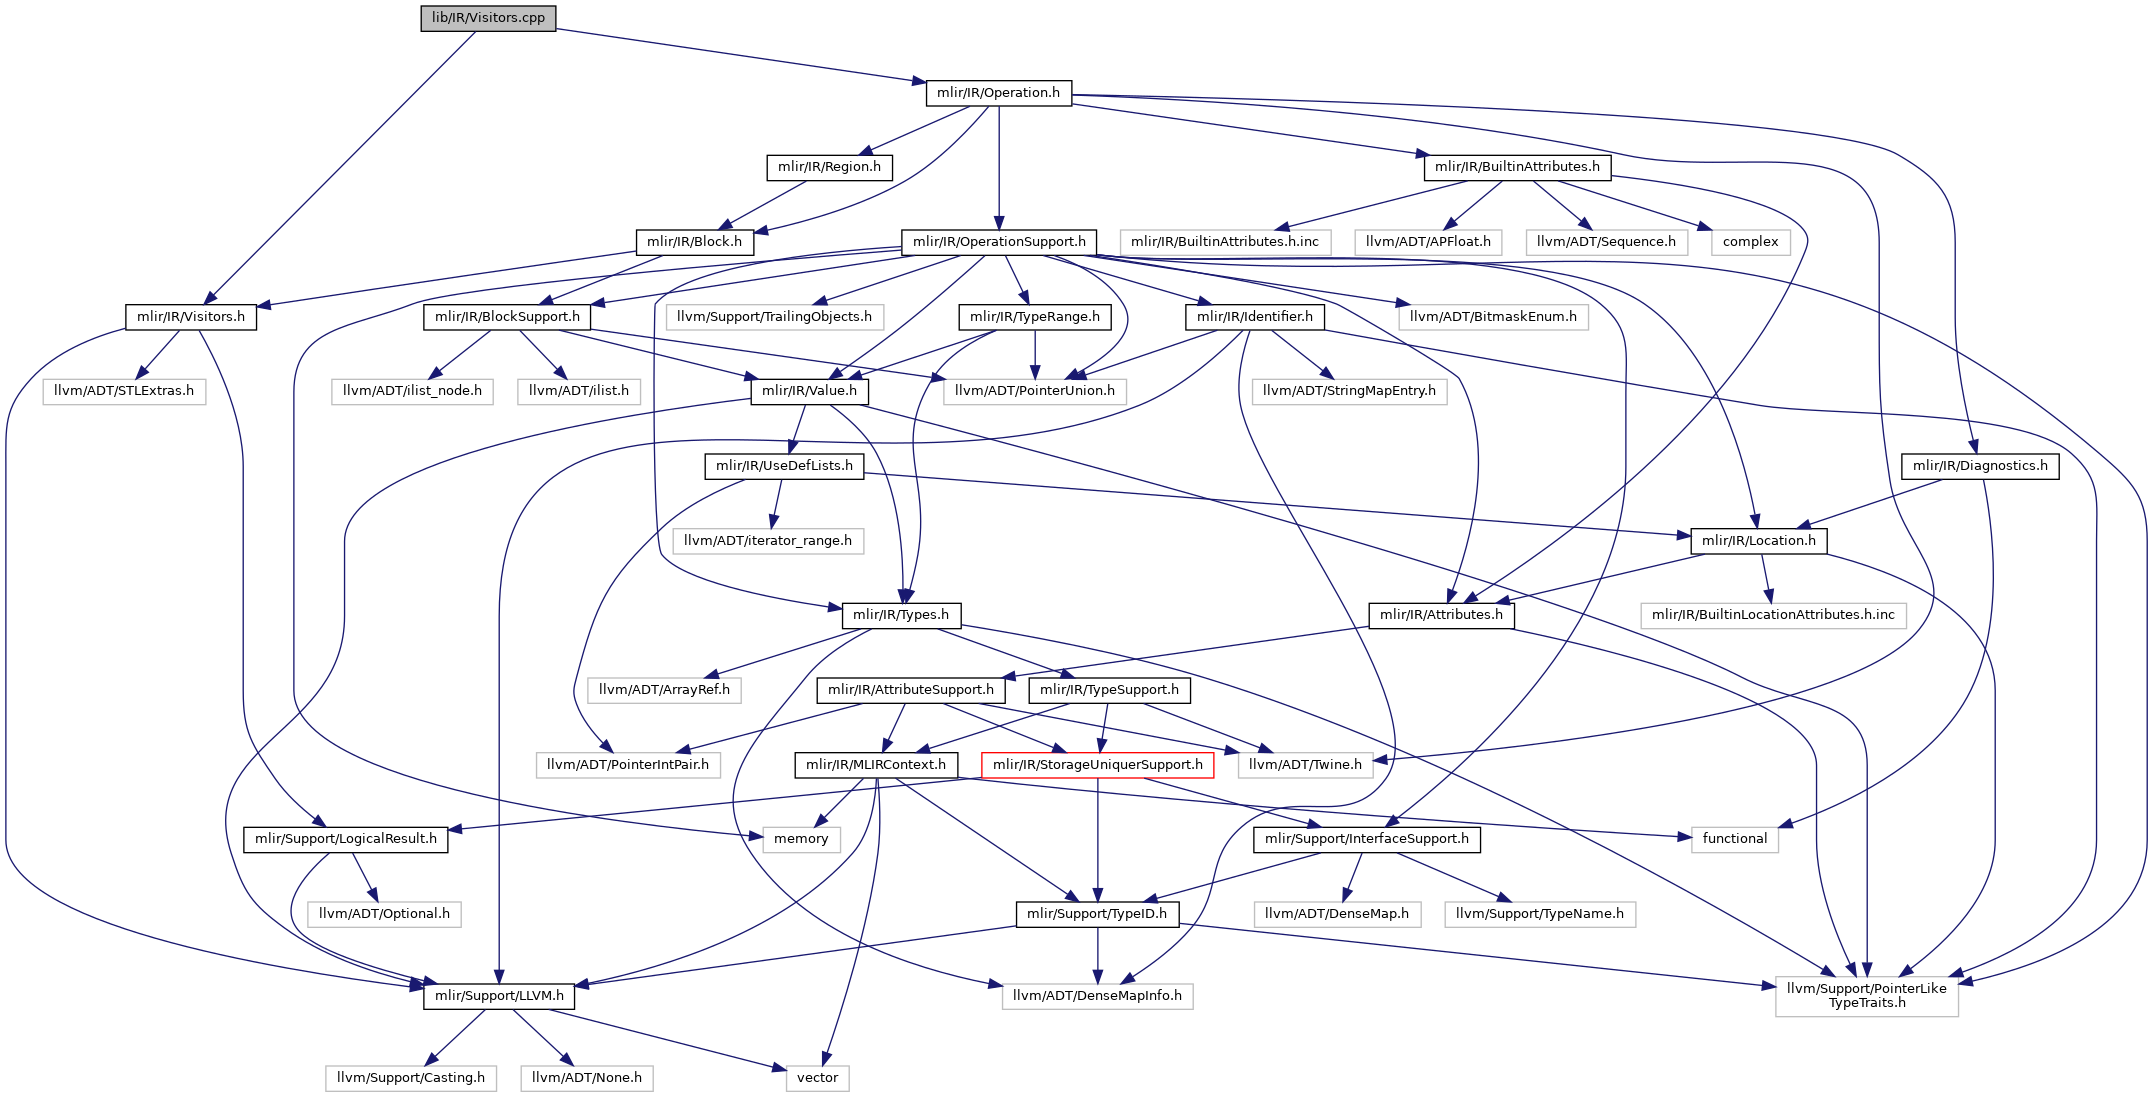 lib/IR/Visitors.cpp
mlir/IR/Operation.h
mlir/IR/Region.h
mlir/IR/BuiltinAttributes.h
mlir/IR/Block.h
mlir/IR/OperationSupport.h
mlir/IR/BuiltinAttributes.h.inc
llvm/ADT/APFloat.h
llvm/ADT/Sequence.h
complex
mlir/IR/Visitors.h
mlir/IR/BlockSupport.h
llvm/Support/TrailingObjects.h
mlir/IR/TypeRange.h
mlir/IR/Identifier.h
llvm/ADT/BitmaskEnum.h
llvm/ADT/STLExtras.h
llvm/ADT/ilist_node.h
llvm/ADT/ilist.h
mlir/IR/Value.h
llvm/ADT/PointerUnion.h
llvm/ADT/StringMapEntry.h
mlir/IR/UseDefLists.h
mlir/IR/Diagnostics.h
llvm/ADT/iterator_range.h
mlir/IR/Location.h
mlir/IR/Types.h
mlir/IR/Attributes.h
mlir/IR/BuiltinLocationAttributes.h.inc
llvm/ADT/ArrayRef.h
mlir/IR/AttributeSupport.h
mlir/IR/TypeSupport.h
llvm/ADT/PointerIntPair.h
mlir/IR/MLIRContext.h
mlir/IR/StorageUniquerSupport.h
llvm/ADT/Twine.h
mlir/Support/LogicalResult.h
memory
mlir/Support/InterfaceSupport.h
functional
llvm/ADT/Optional.h
mlir/Support/TypeID.h
llvm/ADT/DenseMap.h
llvm/Support/TypeName.h
mlir/Support/LLVM.h
llvm/ADT/DenseMapInfo.h
llvm/Support/PointerLike
TypeTraits.h
llvm/Support/Casting.h
llvm/ADT/None.h
vector